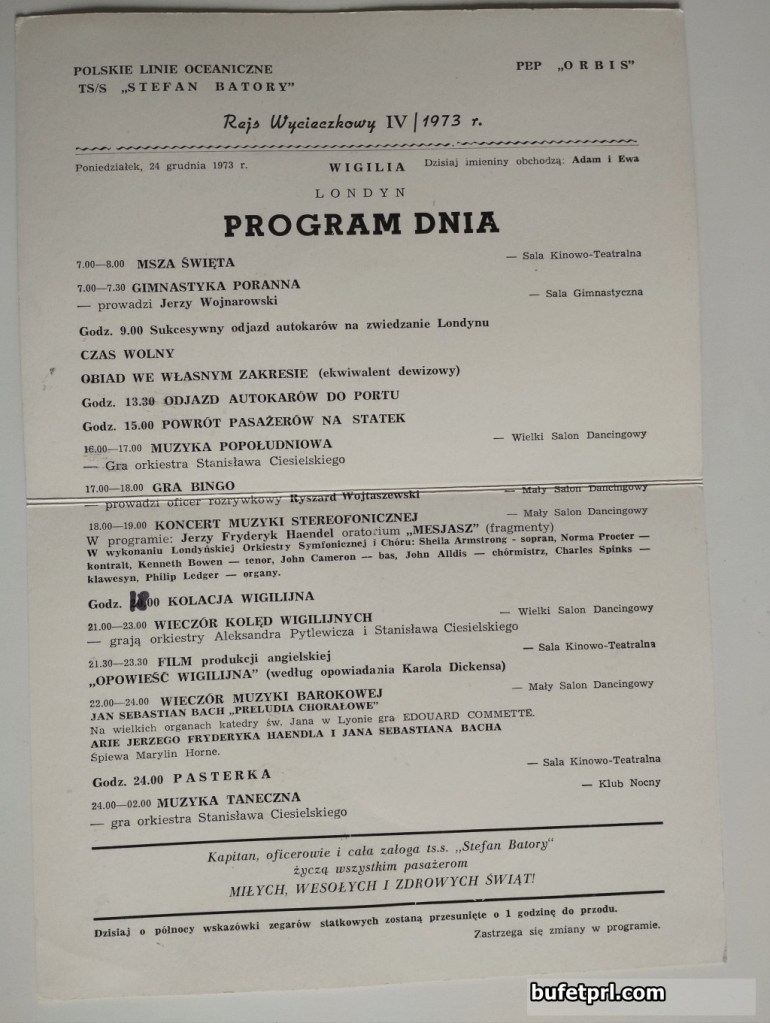 POLSKIE LINIE OCEANICZNE
PEP „ORBIS"
TS/S „STEFAN BATORY"
Rejs Wycieczkowy IV/1973 r.
Poniedziałek, 24 grudnia 1973 r.
WIGILIA
Dzisiaj imieniny obchodzą: Adam i Ewa
LONDYN
PROGRAM DNIA
7.00—8.00 MSZA ŚWIĘTA — Sala Kinowo-Teatralna
7.00—7.30 GIMNASTYKA PORANNA — Sala Gimnastyczna
— prowadzi Jerzy Wojnarowski
Godz. 9.00 Sukcesywny odjazd autokarów na zwiedzanie Londynu
CZAS WOLNY
OBIAD WE WŁASNYM ZAKRESIE (ekwiwalent dewizowy)
Godz. 13.30 ODJAZD AUTOKARÓW DO PORTU
Godz. 15.00 POWRÓT PASAŻERÓW NA STATEK
16.00—17.00 MUZYKA POPOŁUDNIOWA — Wielki Salon Dancingowy
— Gra orkiestra Stanisława Ciesielskiego
17.00—18.00 GRA BINGO — Mały Salon Dancingowy
— prowadzi oficer rozrywkowy Ryszard Wojtaszewski
18.00—19.00 KONCERT MUZYKI STEREOFONICZNEJ — Mały Salon Dancingowy
W programie: Jerzy Fryderyk Haendel oratorium „MESJASZ" (fragmenty)
W wykonaniu Londyńskiej Orkiestry Symfonicznej i Chóru: Sheila Armstrong - sopran, Norma Procter —
kontralt, Kenneth Bowen — tenor, John Cameron — bas, John Alldis — chórmistrz, Charles Spinks —
klawesyn, Philip Ledger — organy.
Godz. 00 KOLACJA WIGILIJNA
21.00—23.00 WIECZÓR KOLĘD WIGILIJNYCH — Wielki Salon Dancingowy
— grają orkiestry Aleksandra Pytlewicza i Stanisława Ciesielskiego
21.30—23.30 FILM produkcji angielskiej — Sala Kinowo-Teatralna
„OPOWIEŚĆ WIGILIJNA" (według opowiadania Karola Dickensa)
22.00—24.00 WIECZÓR MUZYKI BAROKOWEJ — Mały Salon Dancingowy
JAN SEBASTIAN BACH „PRELUDIA CHORAŁOWE"
Na wielkich organach katedry św. Jana w Lyonie gra EDOUARD COMMETTE.
ARIE JERZEGO FRYDERYKA HAENDLA I JANA SEBASTIANA BACHA
Śpiewa Marylin Horne.
Godz. 24.00 PASTERKA — Sala Kinowo-Teatralna
24.00—02.00 MUZYKA TANECZNA — Klub Nocny
— gra orkiestra Stanisława Ciesielskiego
Kapitan, oficerowie i cała załoga ts.s. „Stefan Batory"
życzą wszystkim pasażerom
MIŁYCH, WESOŁYCH I ZDROWYCH ŚWIĄT!
Dzisiaj o północy wskazówki zegarów statkowych zostaną przesunięte o 1 godzinę do przodu.
Zastrzega się zmiany w programie.
bufetprl.com